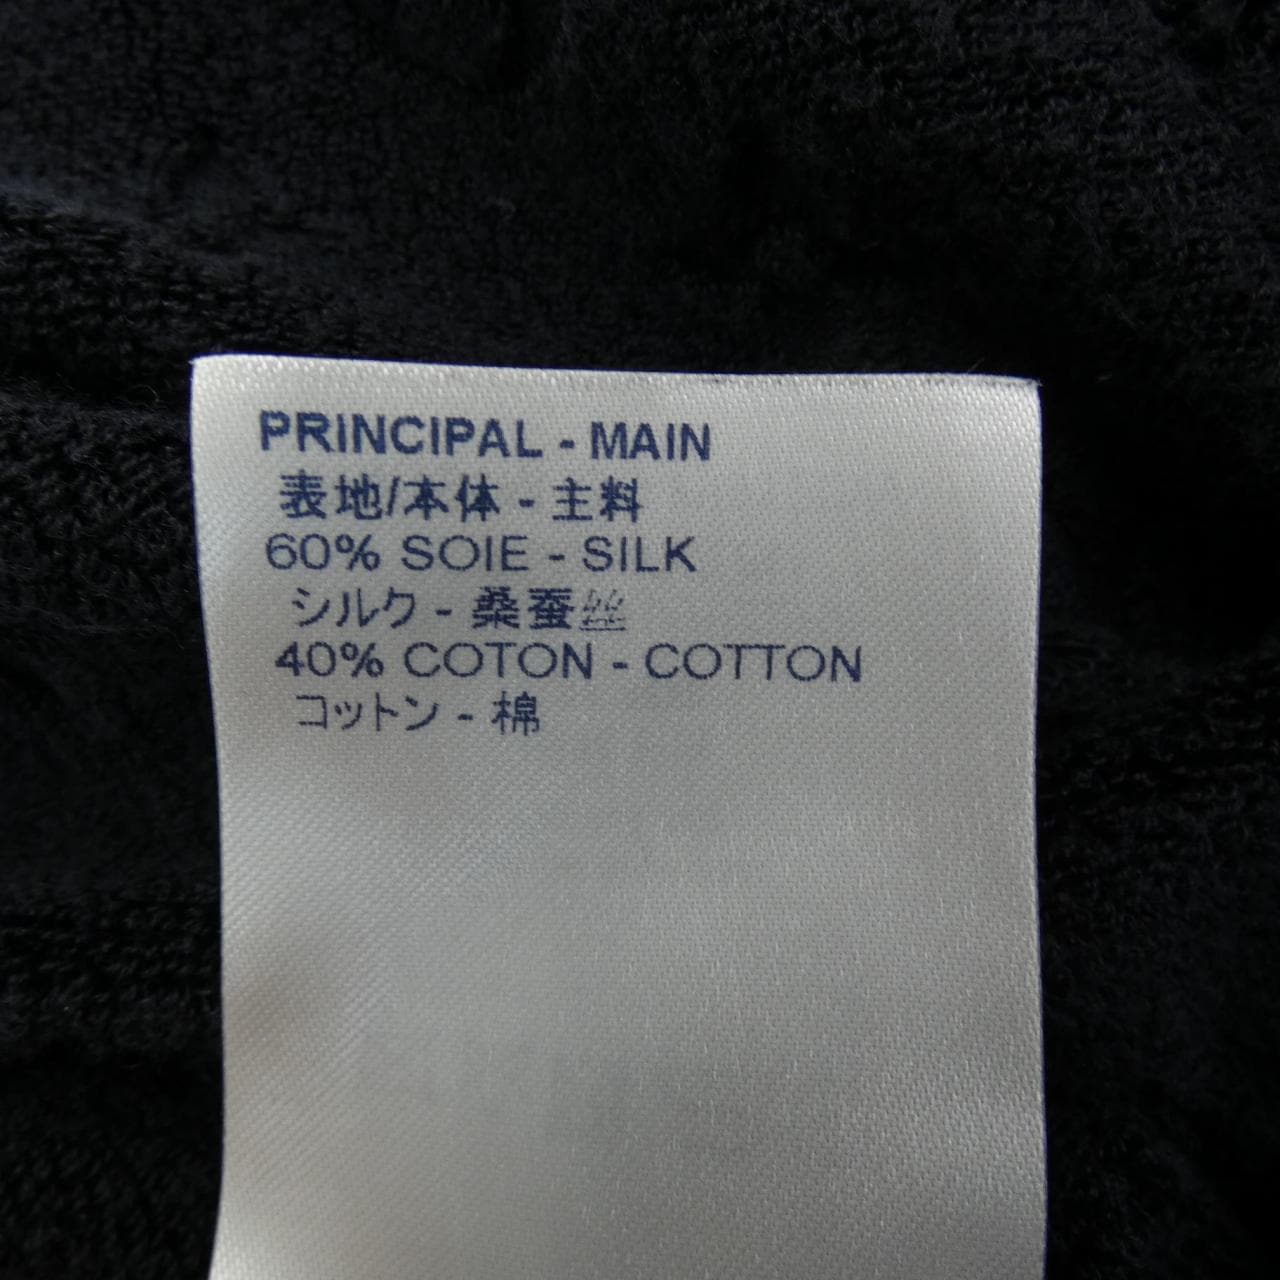 PRINCIPAL - MAIN
表地/本体 - 主料
60% SOIE - SILK
シルク - 桑蚕丝
40% COTON - COTTON
コットン - 棉